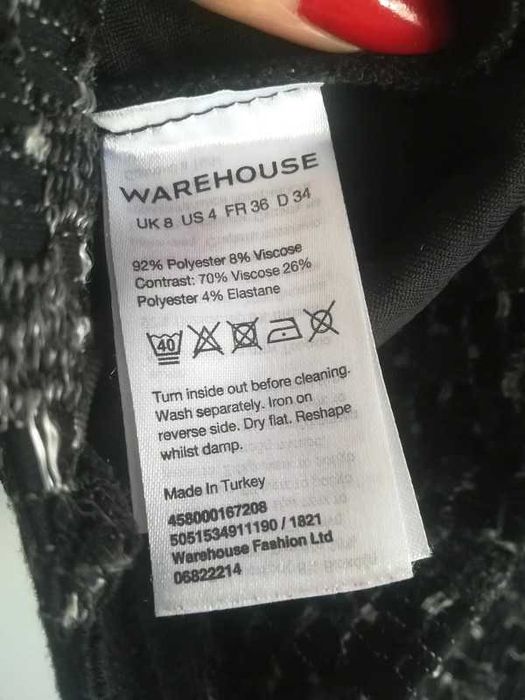 WAREHOUSE
UK 8 US 4 FR 36 D 34
92% Polyester 8% Viscose
Contrast: 70% Viscose 26%
Polyester 4% Elastane
40
Turn inside out before cleaning.
Wash separately. Iron on
reverse side. Dry flat. Reshape
whilst damp.
Made In Turkey
458000167208
5051534911190 / 1821
Warehouse Fashion Ltd
06822214